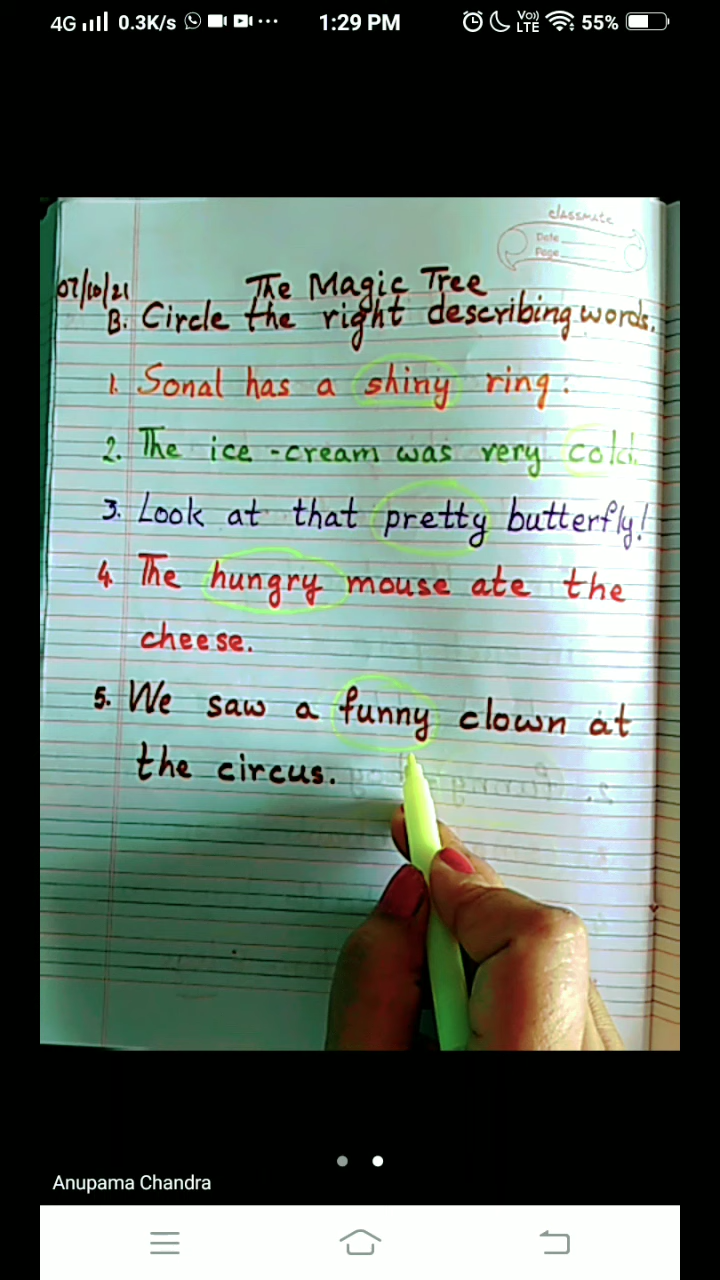 4G 0.3K/s ... 1:29 PM Vo) LTE 55%
classmate
Date
Page
07/10/21 The Magic Tree
B. Circle the right describing words.
1. Sonal has a shiny ring.
2. The ice-cream was very cold.
3. Look at that pretty butterfly!
4. The hungry mouse ate the
cheese.
5. We saw a funny clown at
the circus.
Anupama Chandra